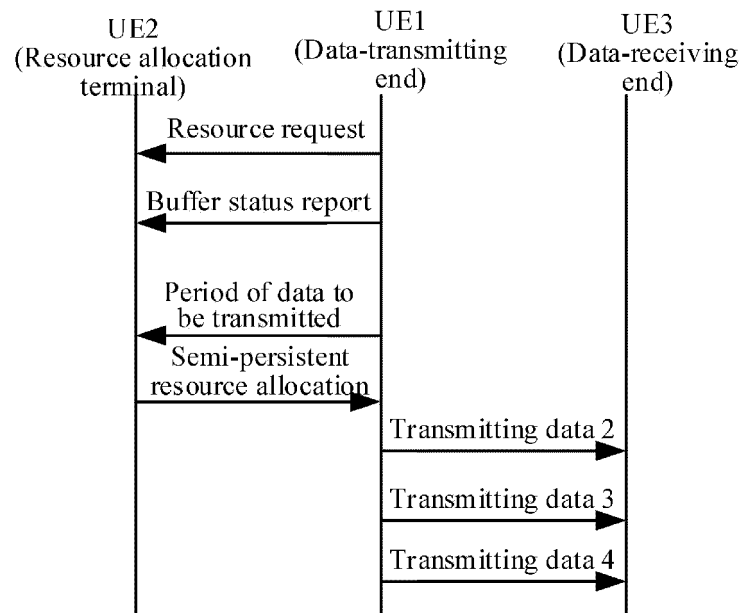 UE2
(Resource allocation
terminal)
UE1
(Data-transmitting
end)
UE3
(Data-receiving
end)
Resource request
Buffer status report
Period of data to
be transmitted
Semi-persistent
resource allocation
Transmitting data 2
Transmitting data 3
Transmitting data 4